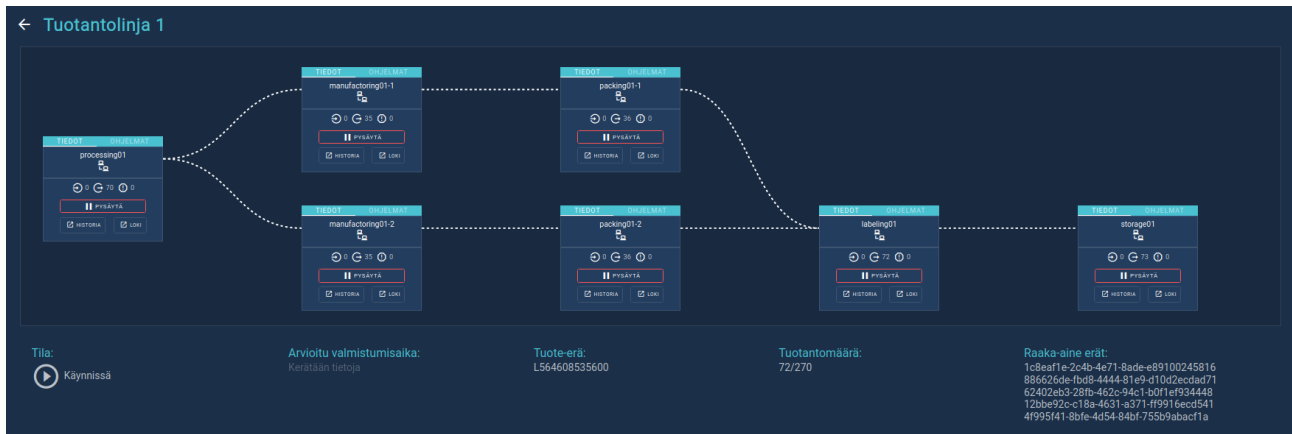 Tuotantolinja 1
TIEDOT OHJELMAT
manufactoring01-1
0 35 0
PYSÄYTÄ
HISTORIA LOKI
TIEDOT OHJELMAT
packing01-1
0 36 0
PYSÄYTÄ
HISTORIA LOKI
TIEDOT OHJELMAT
processing01
0 70 0
PYSÄYTÄ
HISTORIA LOKI
TIEDOT OHJELMAT
manufactoring01-2
0 35 0
PYSÄYTÄ
HISTORIA LOKI
TIEDOT OHJELMAT
packing01-2
0 36 0
PYSÄYTÄ
HISTORIA LOKI
TIEDOT OHJELMAT
labeling01
0 72 0
PYSÄYTÄ
HISTORIA LOKI
TIEDOT OHJELMAT
storage01
0 73 0
PYSÄYTÄ
HISTORIA LOKI
Tila:
Käynnissä
Arvioitu valmistumisaika:
Kerätään tietoja
Tuote-erä:
L564608535600
Tuotantomäärä:
72/270
Raaka-aine erät:
1c8eaf1e-2c4b-4e71-8ade-e89100245816
886626de-fbd8-4444-81e9-d10d2ecdad71
62402eb3-28fb-462c-94c1-b0f1ef934448
12bbe92c-c18a-4631-a371-ff9916ecd541
4f995f41-8bfe-4d54-84bf-755b9abacf1a